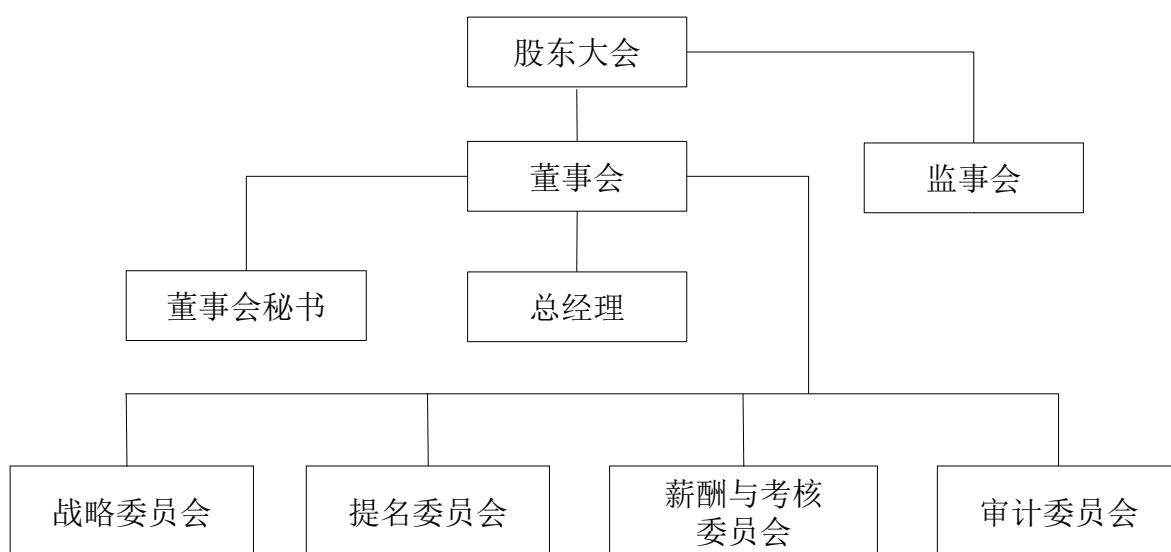 股东大会
董事会
监事会
董事会秘书
总经理
战略委员会
提名委员会
薪酬与考核
委员会
审计委员会